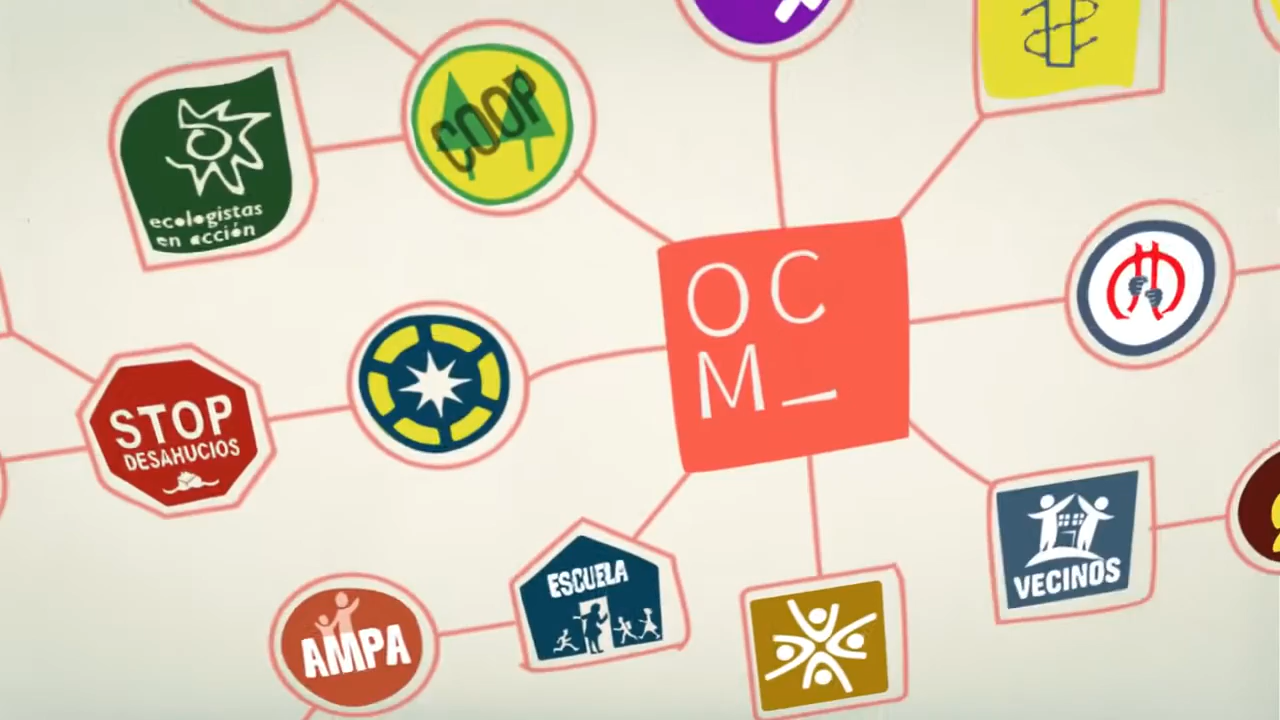 COOP
ecologistas
en acción
OC
M_
STOP
DESAHUCIOS
ESCUELA
VECINOS
AMPA